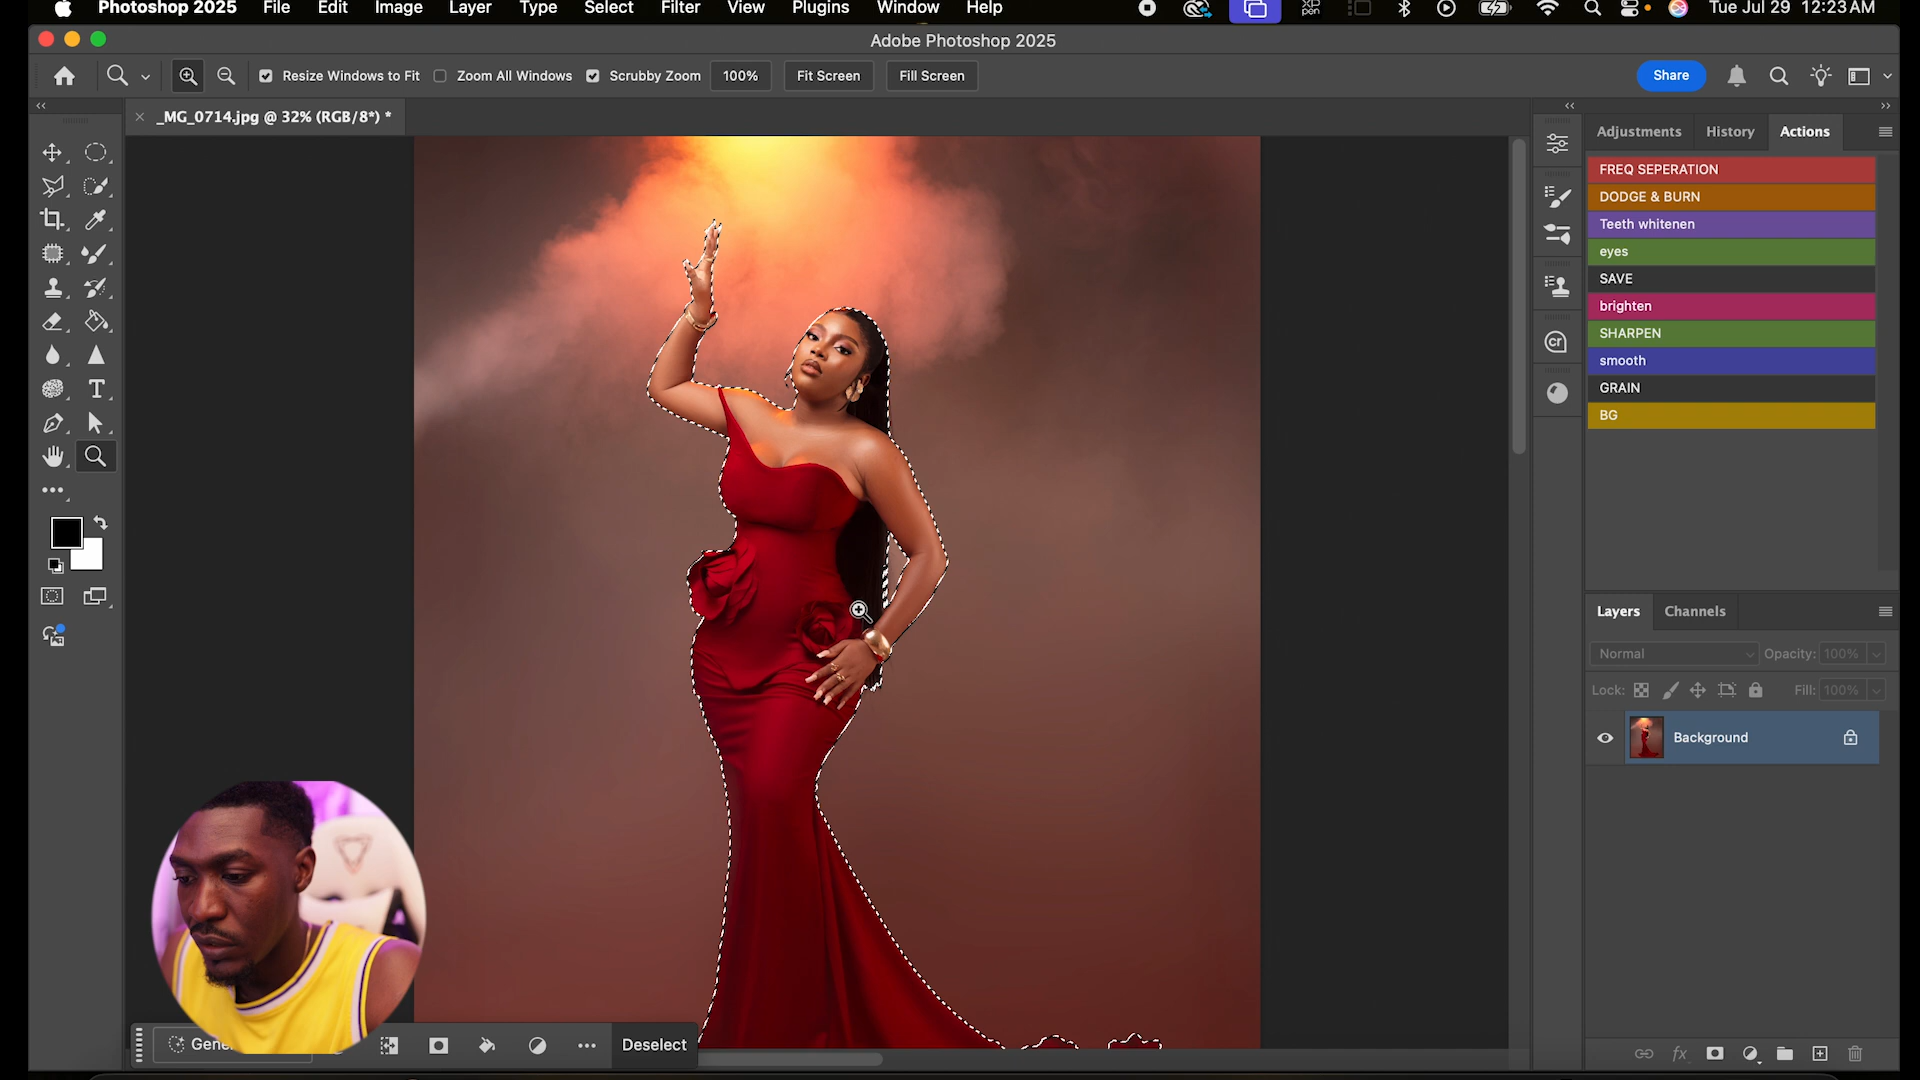 Photoshop 2025 File Edit Image Layer Type Select Filter View Plugins Window Help Tue Jul 29 12:23 AM
Adobe Photoshop 2025
Resize Windows to Fit Zoom All Windows Scrubby Zoom 100% Fit Screen Fill Screen Share
_MG_0714.jpg @ 32% (RGB/8*) *
Adjustments History Actions
FREQ SEPERATION
DODGE & BURN
Teeth whitenen
eyes
SAVE
brighten
SHARPEN
smooth
GRAIN
BG
Layers Channels
Normal Opacity: 100%
Lock: Fill: 100%
Background
Deselect